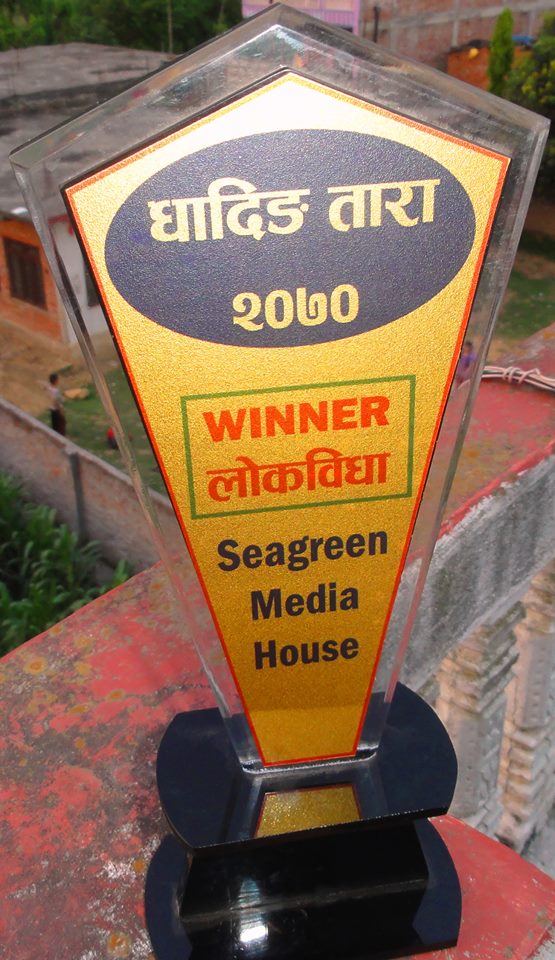 धादिङ तारा
२०७०
WINNER
लोकविधा
Seagreen
Media
House